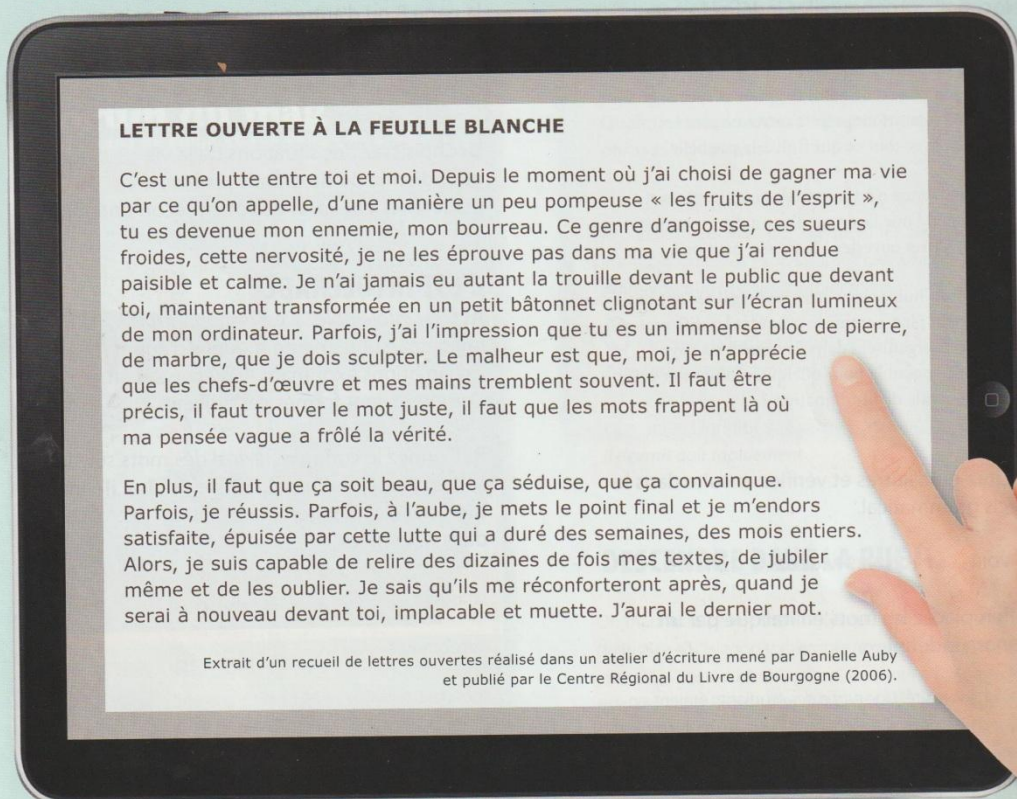 LETTRE OUVERTE À LA FEUILLE BLANCHE
C'est une lutte entre toi et moi. Depuis le moment où j'ai choisi de gagner ma vie
par ce qu'on appelle, d'une manière un peu pompeuse « les fruits de l'esprit »,
tu es devenue mon ennemie, mon bourreau. Ce genre d'angoisse, ces sueurs
froides, cette nervosité, je ne les éprouve pas dans ma vie que j'ai rendue
paisible et calme. Je n'ai jamais eu autant la trouille devant le public que devant
toi, maintenant transformée en un petit bâtonnet clignotant sur l'écran lumineux
de mon ordinateur. Parfois, j'ai l'impression que tu es un immense bloc de pierre,
de marbre, que je dois sculpter. Le malheur est que, moi, je n'apprécie
que les chefs-d'œuvre et mes mains tremblent souvent. Il faut être
précis, il faut trouver le mot juste, il faut que les mots frappent là où
ma pensée vague a frôlé la vérité.
En plus, il faut que ça soit beau, que ça séduise, que ça convainque.
Parfois, je réussis. Parfois, à l'aube, je mets le point final et je m'endors
satisfaite, épuisée par cette lutte qui a duré des semaines, des mois entiers.
Alors, je suis capable de relire des dizaines de fois mes textes, de jubiler
même et de les oublier. Je sais qu'ils me réconforteront après, quand je
serai à nouveau devant toi, implacable et muette. J'aurai le dernier mot.
Extrait d'un recueil de lettres ouvertes réalisé dans un atelier d'écriture mené par Danielle Auby
et publié par le Centre Régional du Livre de Bourgogne (2006).